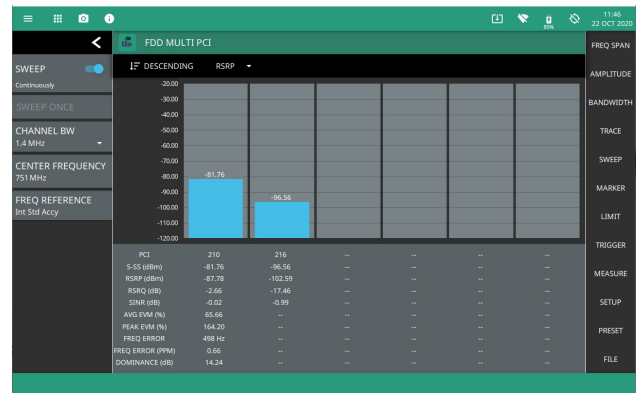 85%
11:46
22 OCT 2020
FDD MULTI PCI
FREQ SPAN
SWEEP
Continuously
DESCENDING RSRP
AMPLITUDE
SWEEP ONCE
BANDWIDTH
CHANNEL BW
1.4 MHz
TRACE
CENTER FREQUENCY
751 MHz
SWEEP
FREQ REFERENCE
Int Std Accy
MARKER
LIMIT
TRIGGER
MEASURE
SETUP
PRESET
FILE
-20.00
-30.00
-40.00
-50.00
-60.00
-70.00
-80.00
-90.00
-100.00
-110.00
-120.00
-81.76
-96.56
PCI 210 216 -- -- -- --
S-SS (dBm) -81.76 -96.56 -- -- -- --
RSRP (dBm) -87.78 -102.59 -- -- -- --
RSRQ (dB) -2.66 -17.46 -- -- -- --
SINR (dB) -0.02 -0.99 -- -- -- --
AVG EVM (%) 65.66 -- -- -- -- --
PEAK EVM (%) 164.20 -- -- -- -- --
FREQ ERROR 498 Hz -- -- -- -- --
FREQ ERROR (PPM) 0.66 -- -- -- -- --
DOMINANCE (dB) 14.24 -- -- -- -- --